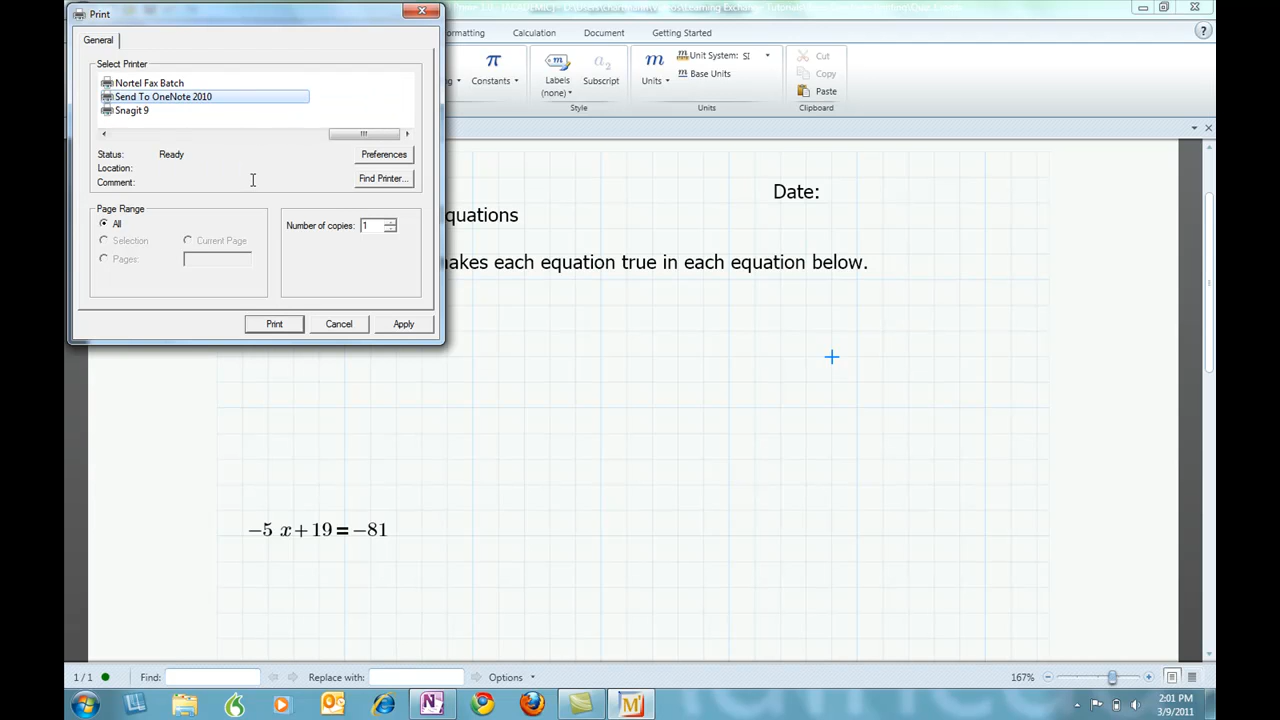 Print
General
Select Printer
Nortel Fax Batch
Send To OneNote 2010
Snagit 9
Status: Ready
Location:
Comment:
Preferences
Find Printer...
Page Range
All
Selection
Current Page
Pages:
Number of copies: 1
Print Cancel Apply
ormatting Calculation Document Getting Started
π
Constants
m
Labels
(none)
a₂
Subscript
Style
m
Units
Unit System: SI
Base Units
Units
Cut
Copy
Paste
Clipboard
Date:
quations
akes each equation true in each equation below.
−5 x+19=−81
1 / 1 Find: Replace with: Options 167%
2:01 PM
3/9/2011